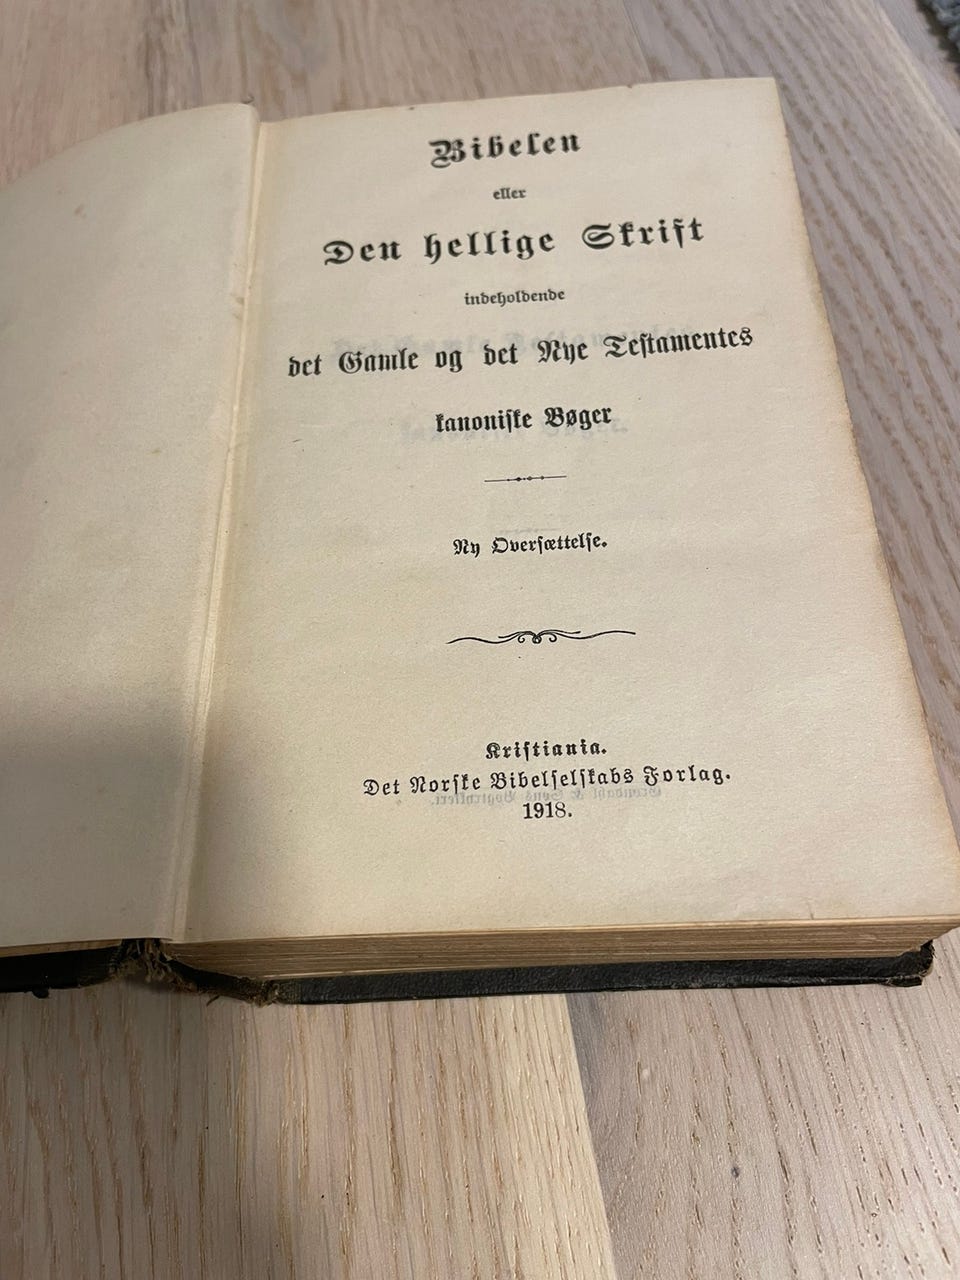 Bibelen
eller
Den hellige Skrift
indeholdende
det Gamle og det Nye Testamentes
kanoniske Bøger
Ny Oversættelse.
Kristiania.
Det Norske Bibelselskabs Forlag.
1918.